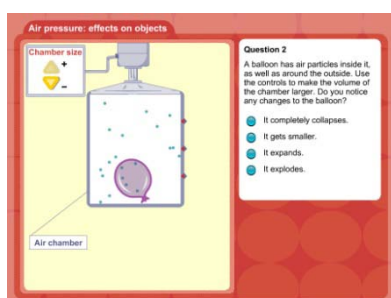 Air pressure: effects on objects
Chamber size
+
–
Air chamber
Question 2
A balloon has air particles inside it,
as well as around the outside. Use
the controls to make the volume of
the chamber larger. Do you notice
any changes to the balloon?
It completely collapses.
It gets smaller.
It expands.
It explodes.